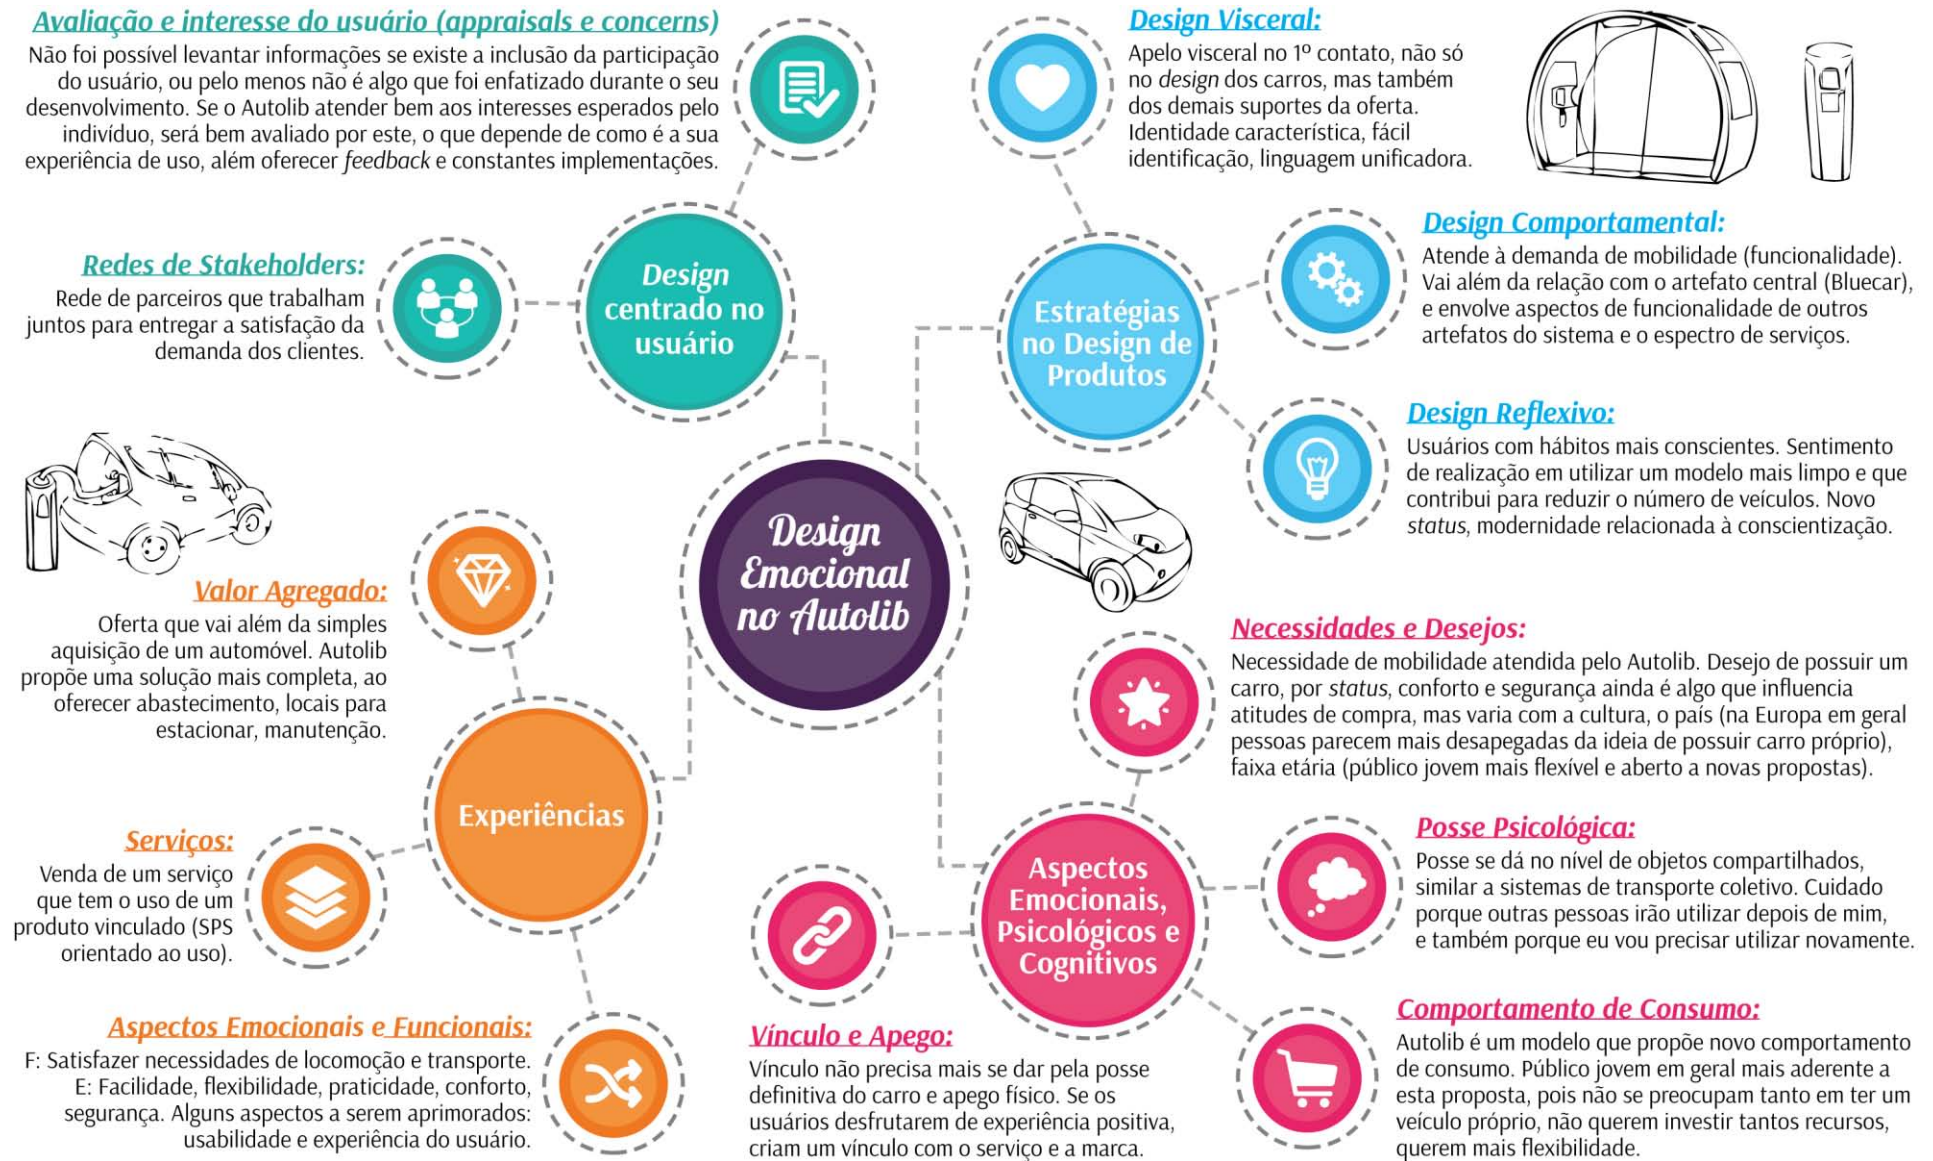 Avaliação e interesse do usuário (appraisals e concerns)
Não foi possível levantar informações se existe a inclusão da participação
do usuário, ou pelo menos não é algo que foi enfatizado durante o seu
desenvolvimento. Se o Autolib atender bem aos interesses esperados pelo
indivíduo, será bem avaliado por este, o que depende de como é a sua
experiência de uso, além oferecer feedback e constantes implementações.
Redes de Stakeholders:
Rede de parceiros que trabalham
juntos para entregar a satisfação da
demanda dos clientes.
Design
centrado no
usuário
Design Visceral:
Apelo visceral no 1º contato, não só
no design dos carros, mas também
dos demais suportes da oferta.
Identidade característica, fácil
identificação, linguagem unificadora.
Design Comportamental:
Atende à demanda de mobilidade (funcionalidade).
Vai além da relação com o artefato central (Bluecar),
e envolve aspectos de funcionalidade de outros
artefatos do sistema e o espectro de serviços.
Estratégias
no Design de
Produtos
Design Reflexivo:
Usuários com hábitos mais conscientes. Sentimento
de realização em utilizar um modelo mais limpo e que
contribui para reduzir o número de veículos. Novo
status, modernidade relacionada à conscientização.
Design
Emocional
no Autolib
Valor Agregado:
Oferta que vai além da simples
aquisição de um automóvel. Autolib
propõe uma solução mais completa, ao
oferecer abastecimento, locais para
estacionar, manutenção.
Experiências
Serviços:
Venda de um serviço
que tem o uso de um
produto vinculado (SPS
orientado ao uso).
Aspectos Emocionais e Funcionais:
F: Satisfazer necessidades de locomoção e transporte.
E: Facilidade, flexibilidade, praticidade, conforto,
segurança. Alguns aspectos a serem aprimorados:
usabilidade e experiência do usuário.
Necessidades e Desejos:
Necessidade de mobilidade atendida pelo Autolib. Desejo de possuir um
carro, por status, conforto e segurança ainda é algo que influencia
atitudes de compra, mas varia com a cultura, o país (na Europa em geral
pessoas parecem mais desapegadas da ideia de possuir carro próprio),
faixa etária (público jovem mais flexível e aberto a novas propostas).
Aspectos
Emocionais,
Psicológicos e
Cognitivos
Posse Psicológica:
Posse se dá no nível de objetos compartilhados,
similar a sistemas de transporte coletivo. Cuidado
porque outras pessoas irão utilizar depois de mim,
e também porque eu vou precisar utilizar novamente.
Vínculo e Apego:
Vínculo não precisa mais se dar pela posse
definitiva do carro e apego físico. Se os
usuários desfrutarem de experiência positiva,
criam um vínculo com o serviço e a marca.
Comportamento de Consumo:
Autolib é um modelo que propõe novo comportamento
de consumo. Público jovem em geral mais aderente a
esta proposta, pois não se preocupam tanto em ter um
veículo próprio, não querem investir tantos recursos,
querem mais flexibilidade.